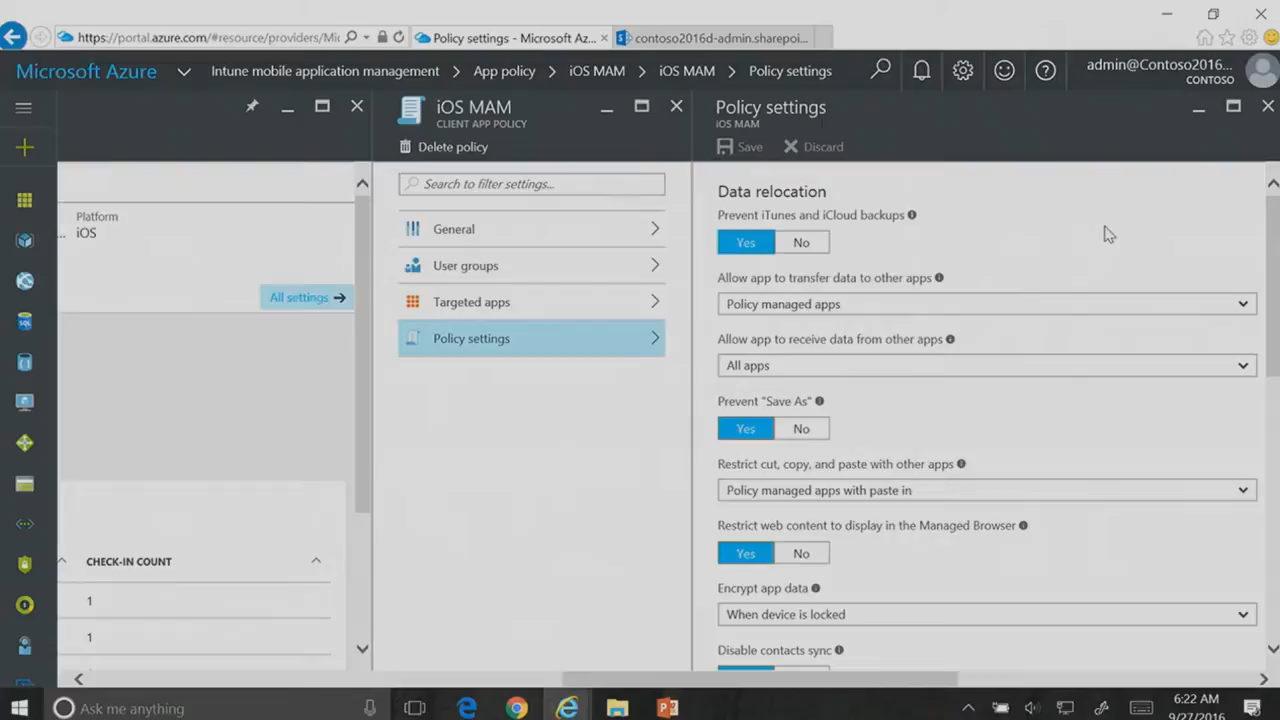 https://portal.azure.com/#resource/providers/Mic
Policy settings - Microsoft Az...
contoso2016d-admin.sharepoi...
Microsoft Azure
Intune mobile application management > App policy > iOS MAM > iOS MAM > Policy settings
admin@Contoso2016...
CONTOSO
iOS MAM
CLIENT APP POLICY
Delete policy
Policy settings
iOS MAM
Save
Discard
Platform
... iOS
All settings
CHECK-IN COUNT
1
1
Search to filter settings...
General
User groups
Targeted apps
Policy settings
Data relocation
Prevent iTunes and iCloud backups
Yes No
Allow app to transfer data to other apps
Policy managed apps
Allow app to receive data from other apps
All apps
Prevent "Save As"
Yes No
Restrict cut, copy, and paste with other apps
Policy managed apps with paste in
Restrict web content to display in the Managed Browser
Yes No
Encrypt app data
When device is locked
Disable contacts sync
Ask me anything
6:22 AM
9/27/2016